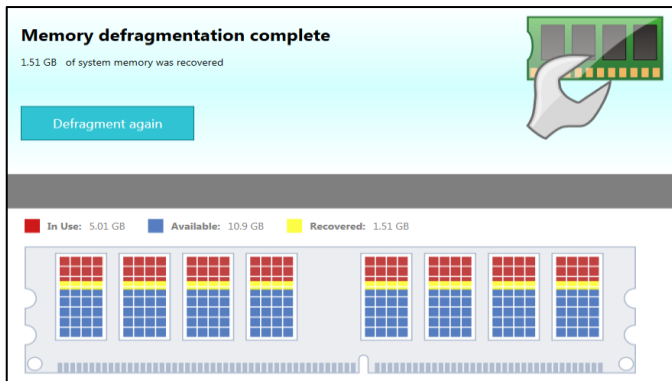 Memory defragmentation complete
1.51 GB of system memory was recovered
Defragment again
In Use: 5.01 GB Available: 10.9 GB Recovered: 1.51 GB